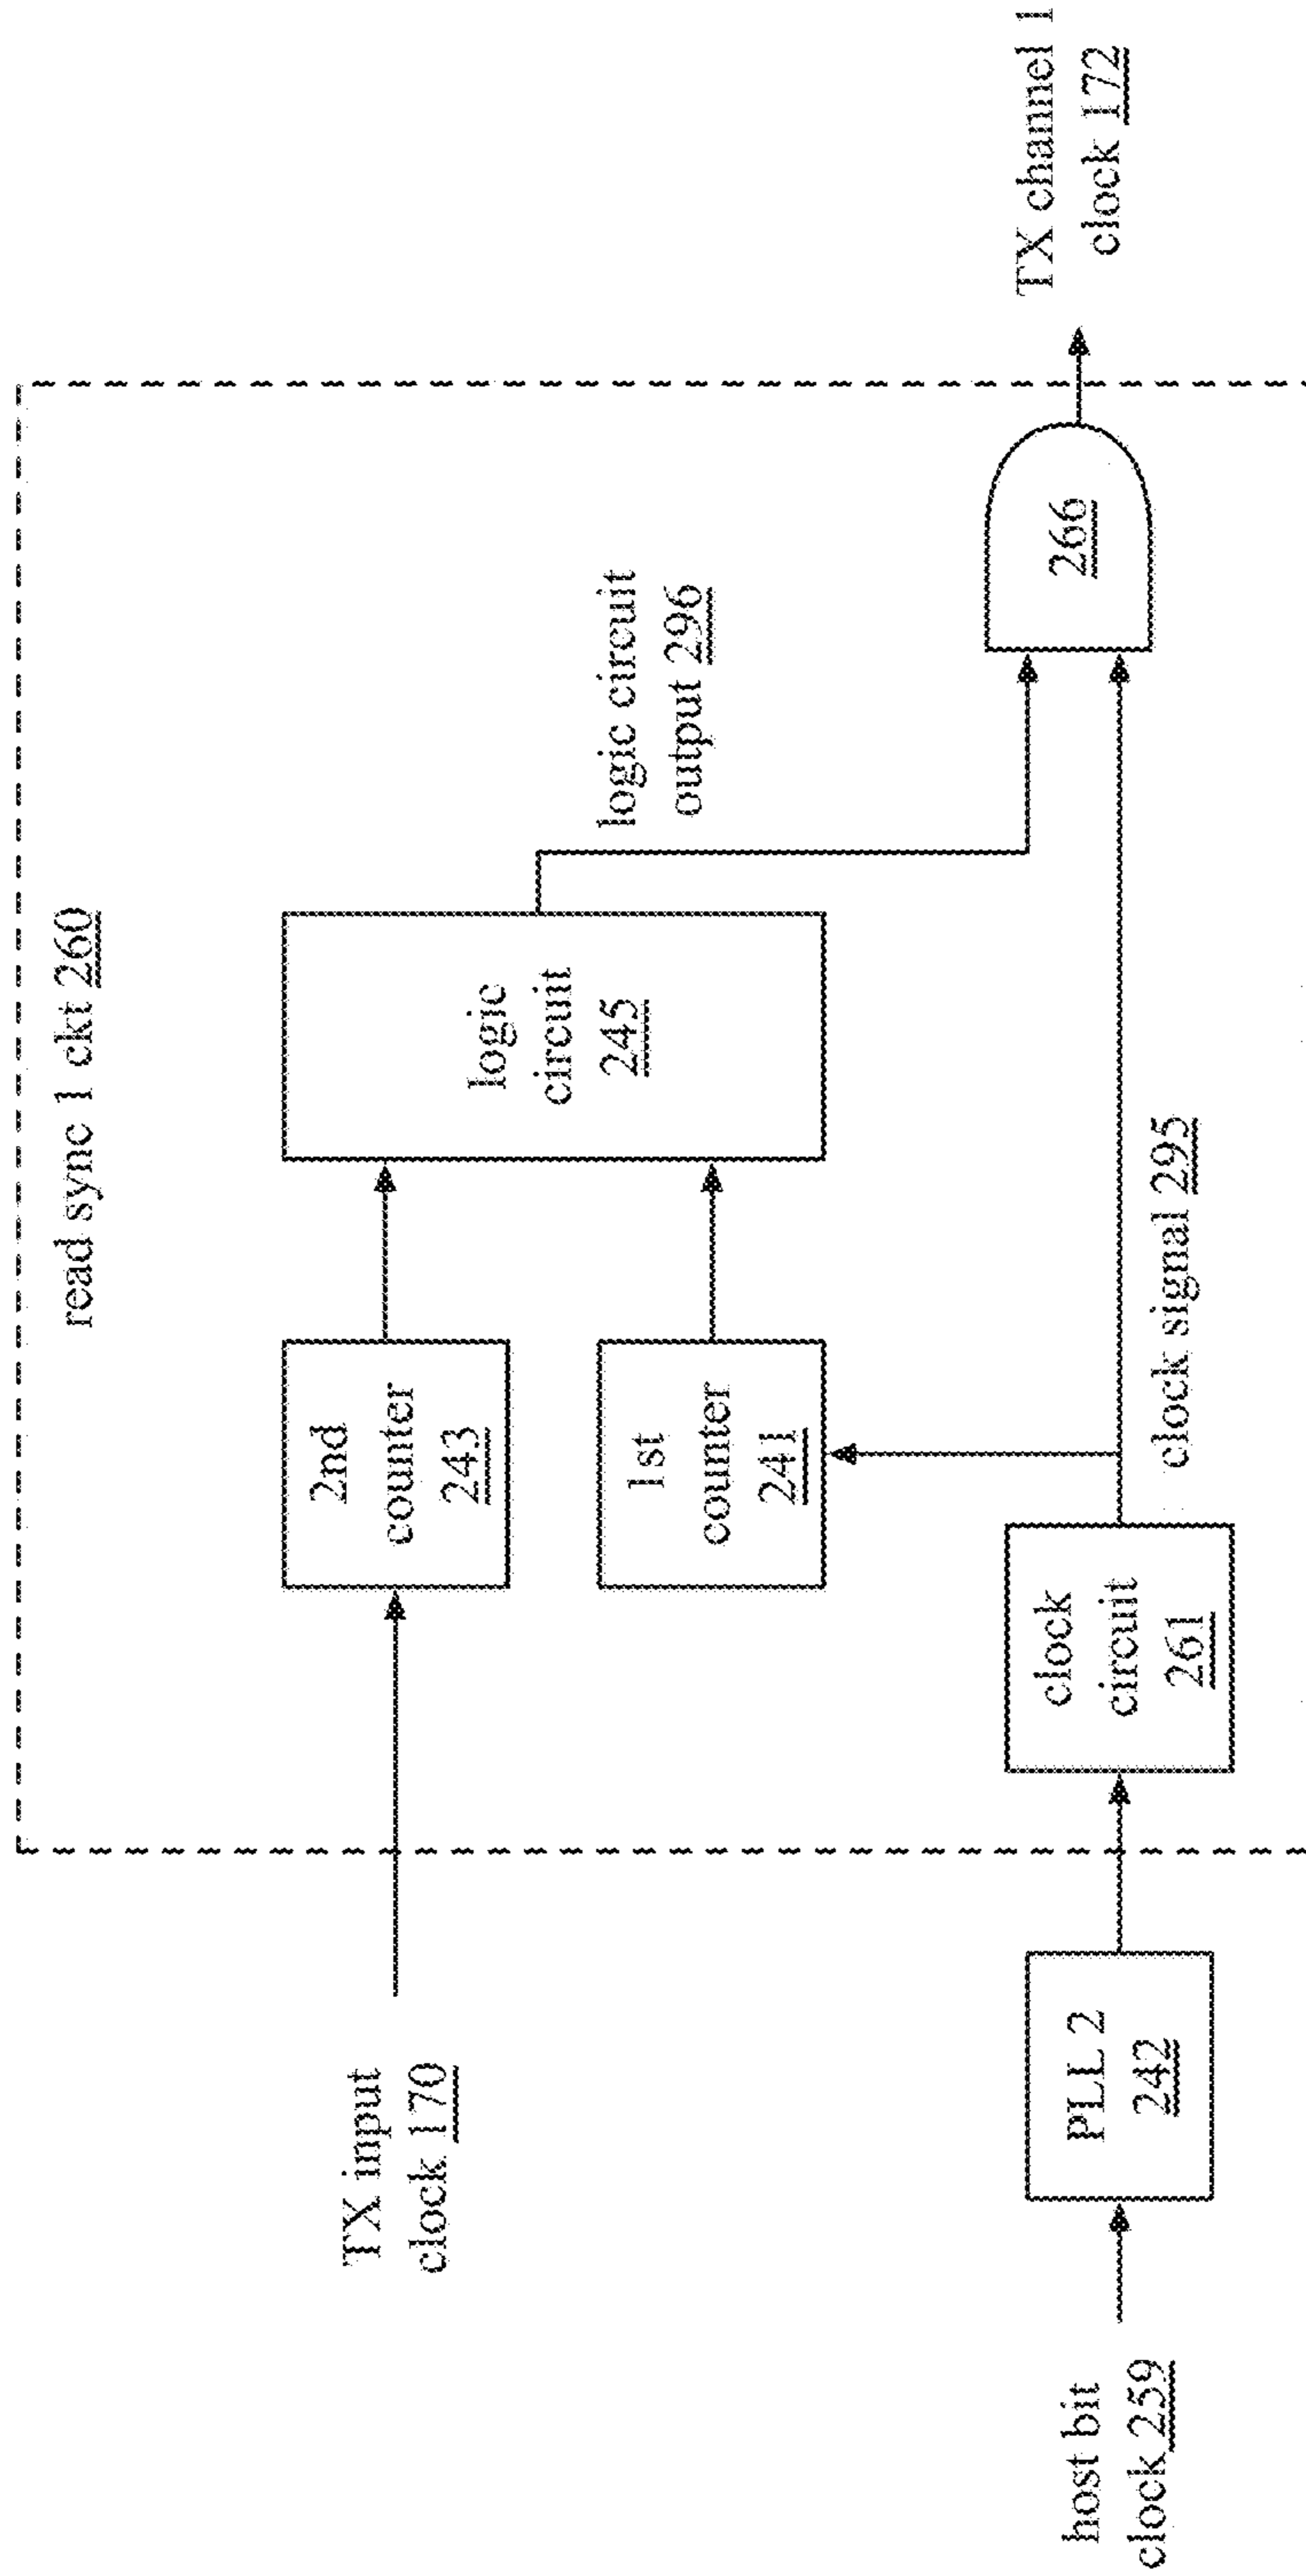 read sync 1 ckt 260
TX input
clock 170
2nd
counter
243
1st
counter
241
logic
circuit
245
logic circuit
output 296
host bit
clock 259
PLL 2
242
clock
circuit
261
clock signal 295
266
TX channel 1
clock 172